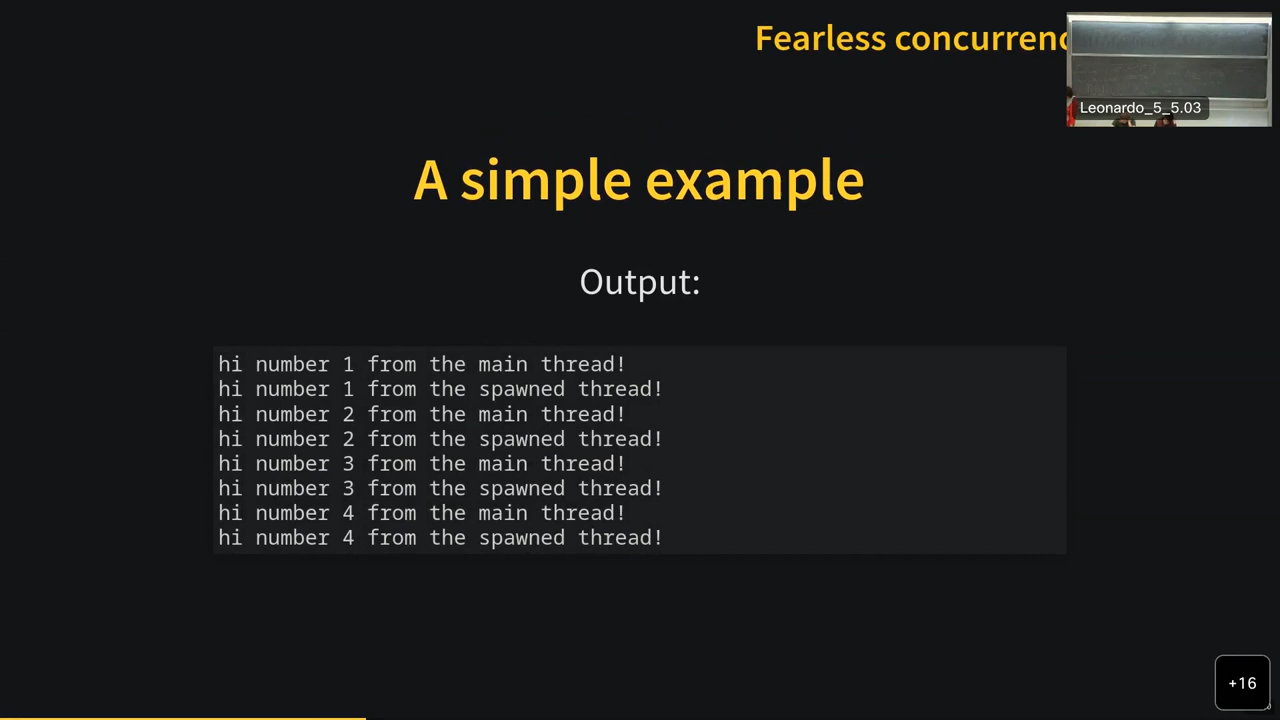 Fearless concurrenc
Leonardo_5_5.03
A simple example
Output:
hi number 1 from the main thread!
hi number 1 from the spawned thread!
hi number 2 from the main thread!
hi number 2 from the spawned thread!
hi number 3 from the main thread!
hi number 3 from the spawned thread!
hi number 4 from the main thread!
hi number 4 from the spawned thread!
+16